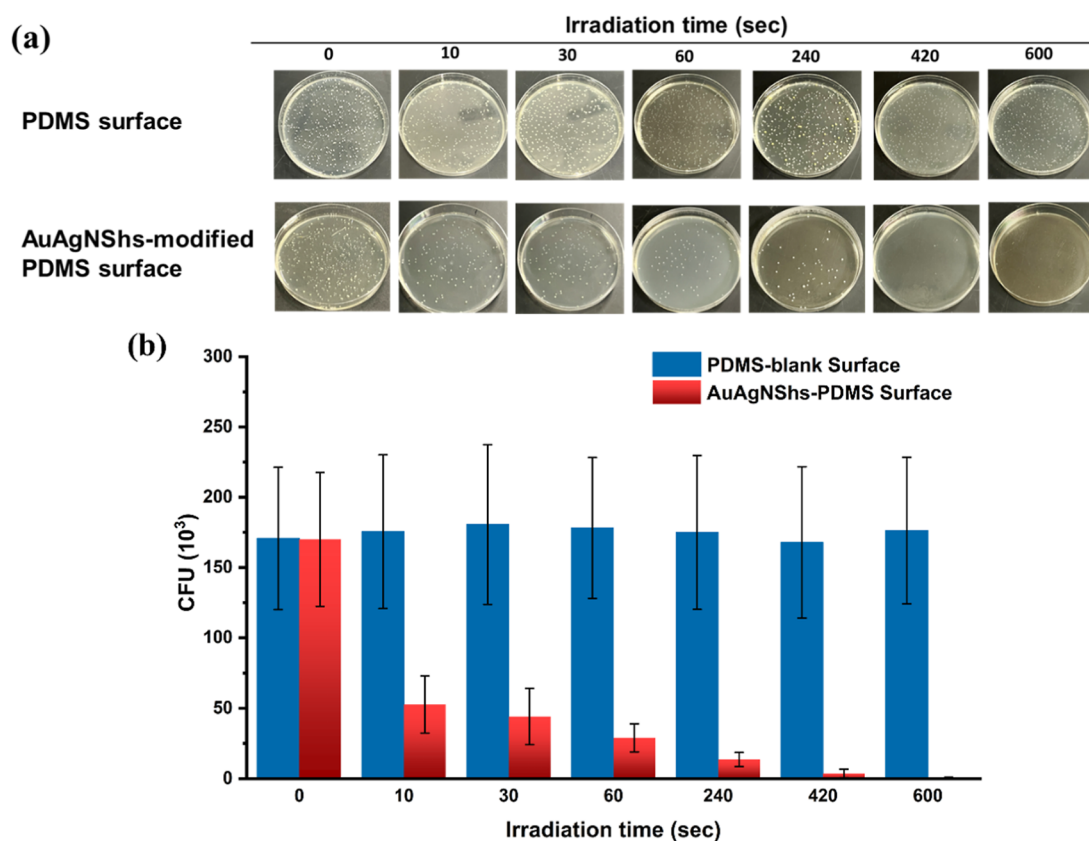 (a)
Irradiation time (sec)
0 10 30 60 240 420 600
PDMS surface
AuAgNShs-modified
PDMS surface
(b)
300
250
200
150
100
50
0
CFU (10³)
PDMS-blank Surface
AuAgNShs-PDMS Surface
0 10 30 60 240 420 600
Irradiation time (sec)